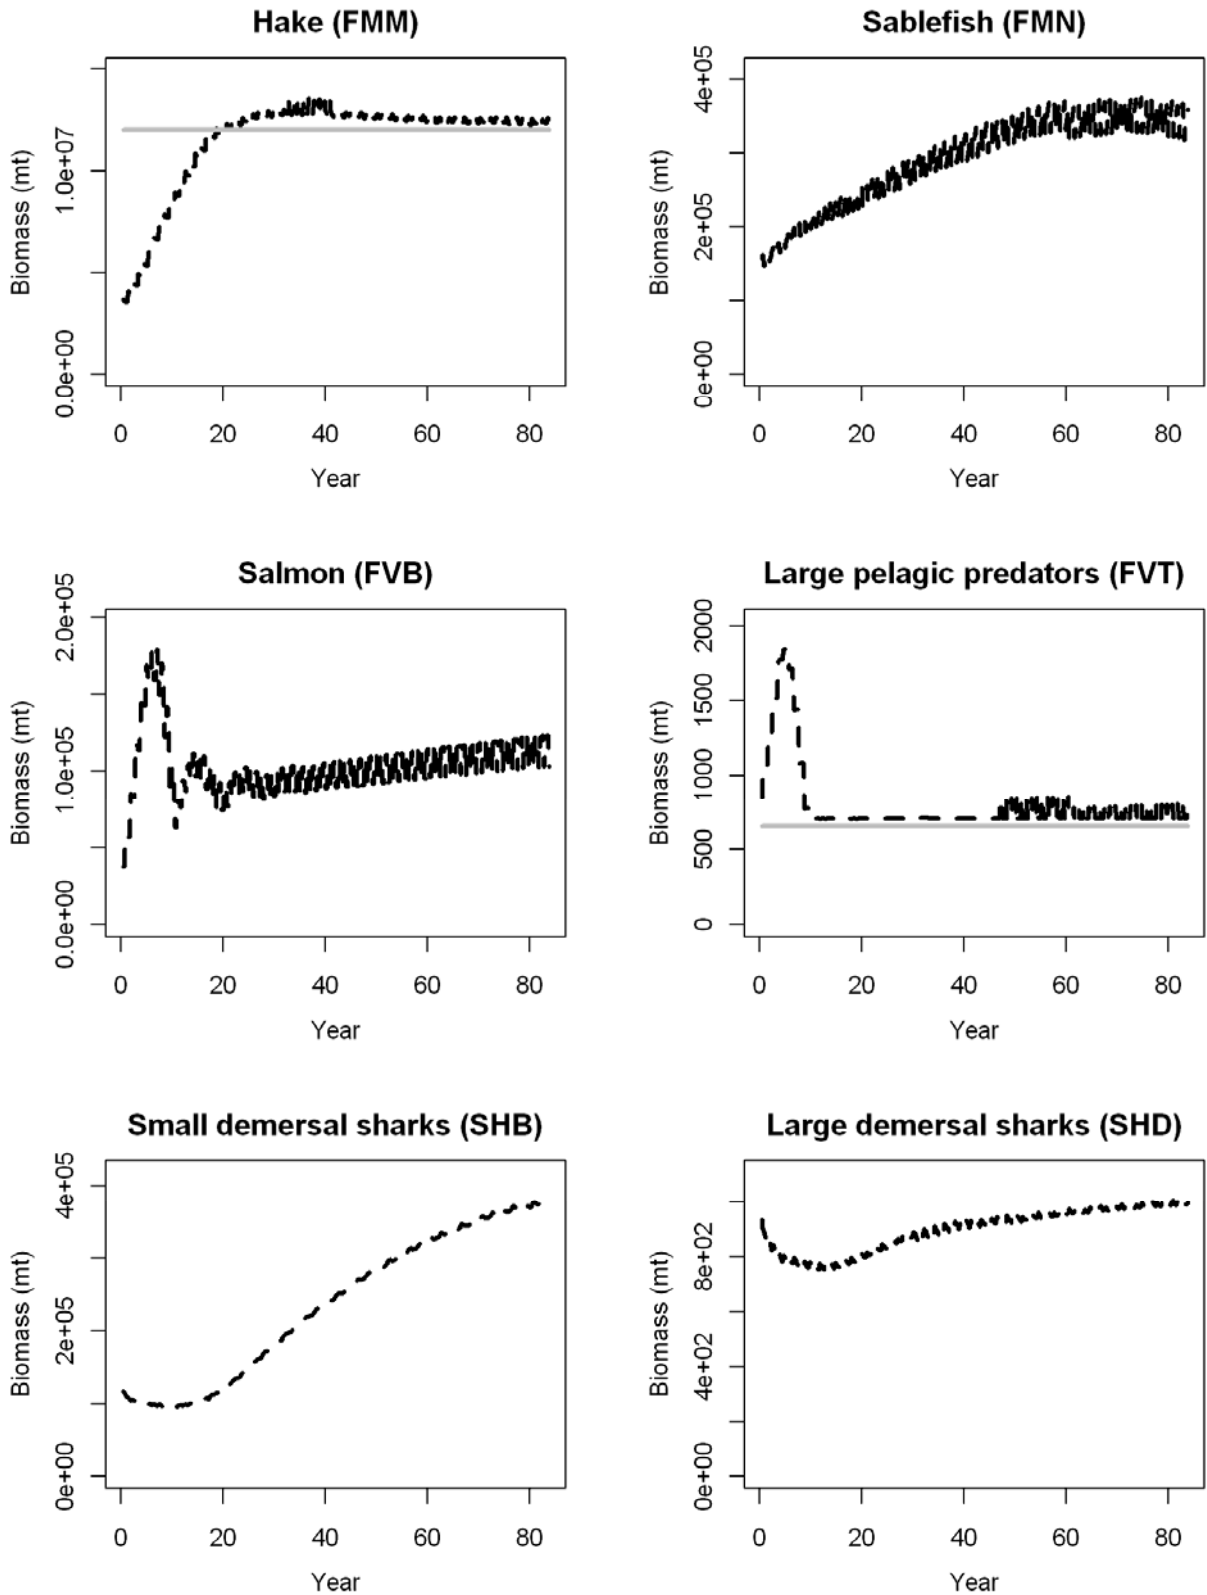 Hake (FMM)
Biomass (mt)
0.0e+00 1.0e+07
0 20 40 60 80
Year
Sablefish (FMN)
Biomass (mt)
0e+00 2e+05 4e+05
0 20 40 60 80
Year
Salmon (FVB)
Biomass (mt)
0.0e+00 1.0e+05 2.0e+05
0 20 40 60 80
Year
Large pelagic predators (FVT)
Biomass (mt)
0 500 1000 1500 2000
0 20 40 60 80
Year
Small demersal sharks (SHB)
Biomass (mt)
0e+00 2e+05 4e+05
0 20 40 60 80
Year
Large demersal sharks (SHD)
Biomass (mt)
0e+00 4e+02 8e+02
0 20 40 60 80
Year